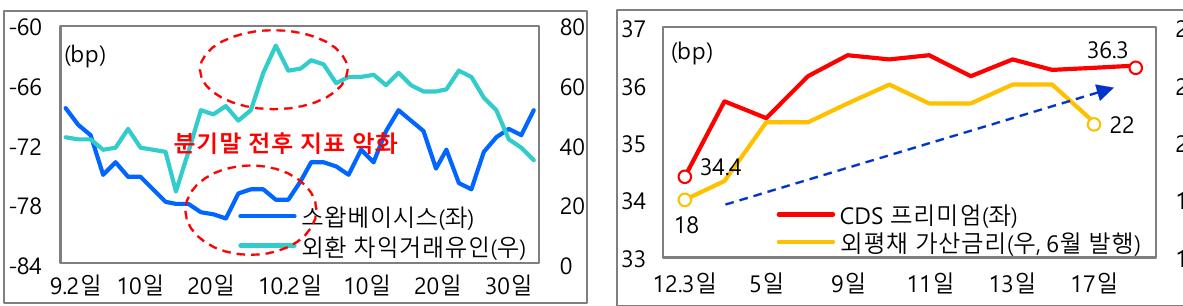 -60
-66
-72
-78
-84
(bp)
80
60
40
20
0
분기말 전후 지표 악화
스왑베이시스(좌)
외환 차익거래유인(우)
9.2일 10일 20일 10.2일 10일 20일 30일
37
36
35
34
33
(bp)
36.3
34.4
22
18
CDS 프리미엄(좌)
외평채 가산금리(우, 6월 발행)
12.3일 5일 9일 11일 13일 17일